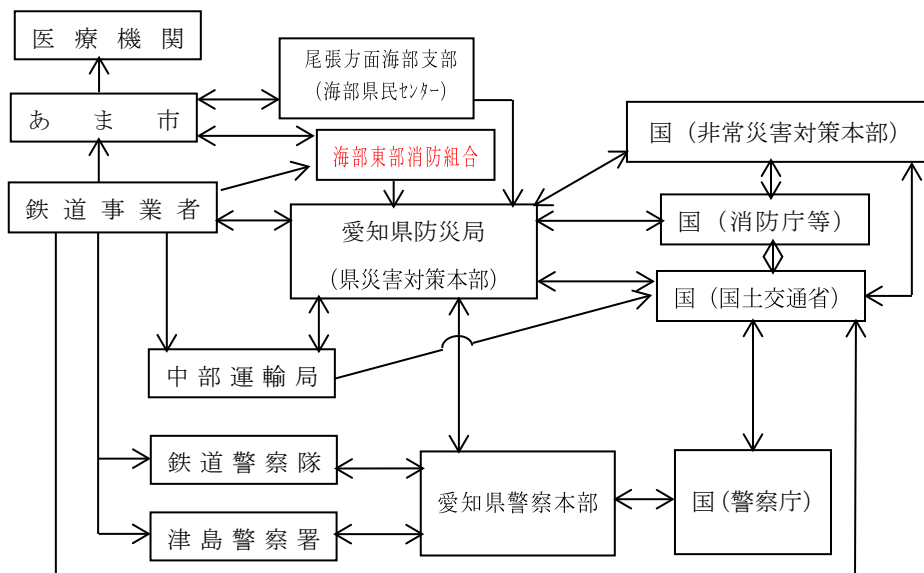 医療機関
尾張方面海部支部
（海部県民ｾﾝﾀｰ）
あま市
海部東部消防組合
国（非常災害対策本部）
鉄道事業者
愛知県防災局
（県災害対策本部）
国（消防庁等）
国（国土交通省）
中部運輸局
鉄道警察隊
愛知県警察本部
国（警察庁）
津島警察署